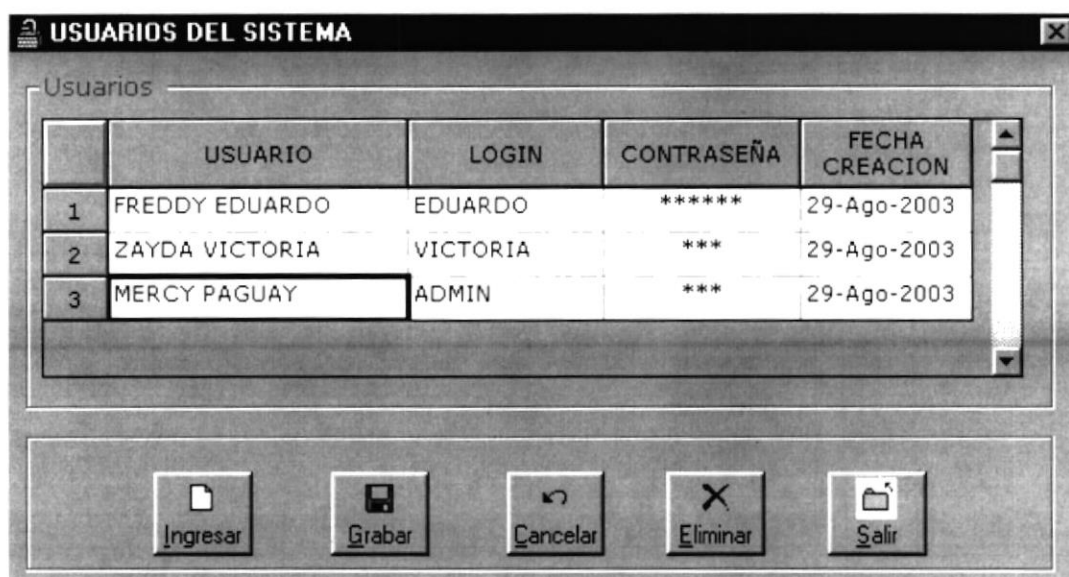 USUARIOS DEL SISTEMA
Usuarios
USUARIO LOGIN CONTRASEÑA FECHA CREACION
1 FREDDY EDUARDO EDUARDO ****** 29-Ago-2003
2 ZAYDA VICTORIA VICTORIA *** 29-Ago-2003
3 MERCY PAGUAY ADMIN *** 29-Ago-2003
Ingresar Grabar Cancelar Eliminar Salir